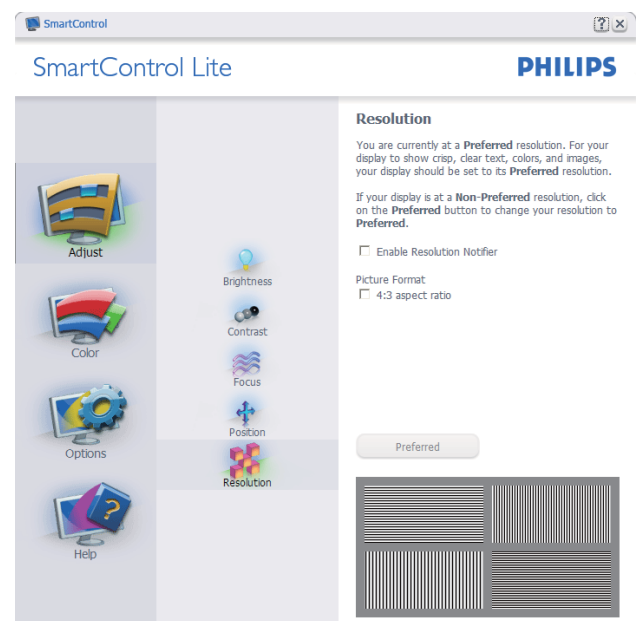 SmartControl
SmartControl Lite
PHILIPS
Adjust
Color
Options
Help
Brightness
Contrast
Focus
Position
Resolution
Resolution
You are currently at a Preferred resolution. For your
display to show crisp, clear text, colors, and images,
your display should be set to its Preferred resolution.
If your display is at a Non-Preferred resolution, click
on the Preferred button to change your resolution to
Preferred.
Enable Resolution Notifier
Picture Format
4:3 aspect ratio
Preferred